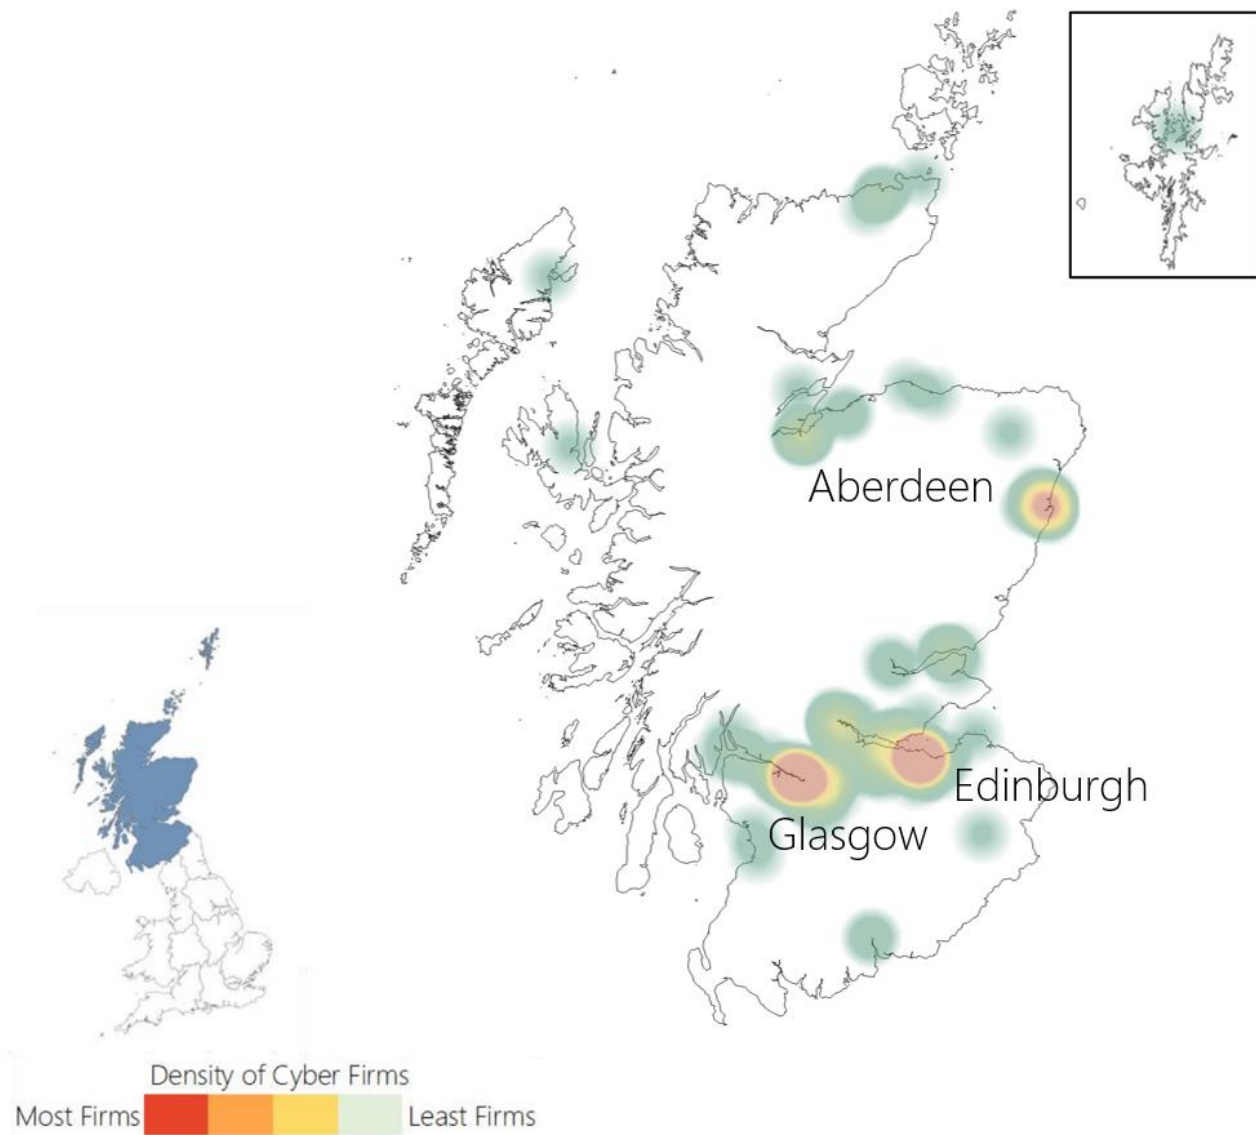 Aberdeen
Edinburgh
Glasgow
Density of Cyber Firms
Most Firms
Least Firms